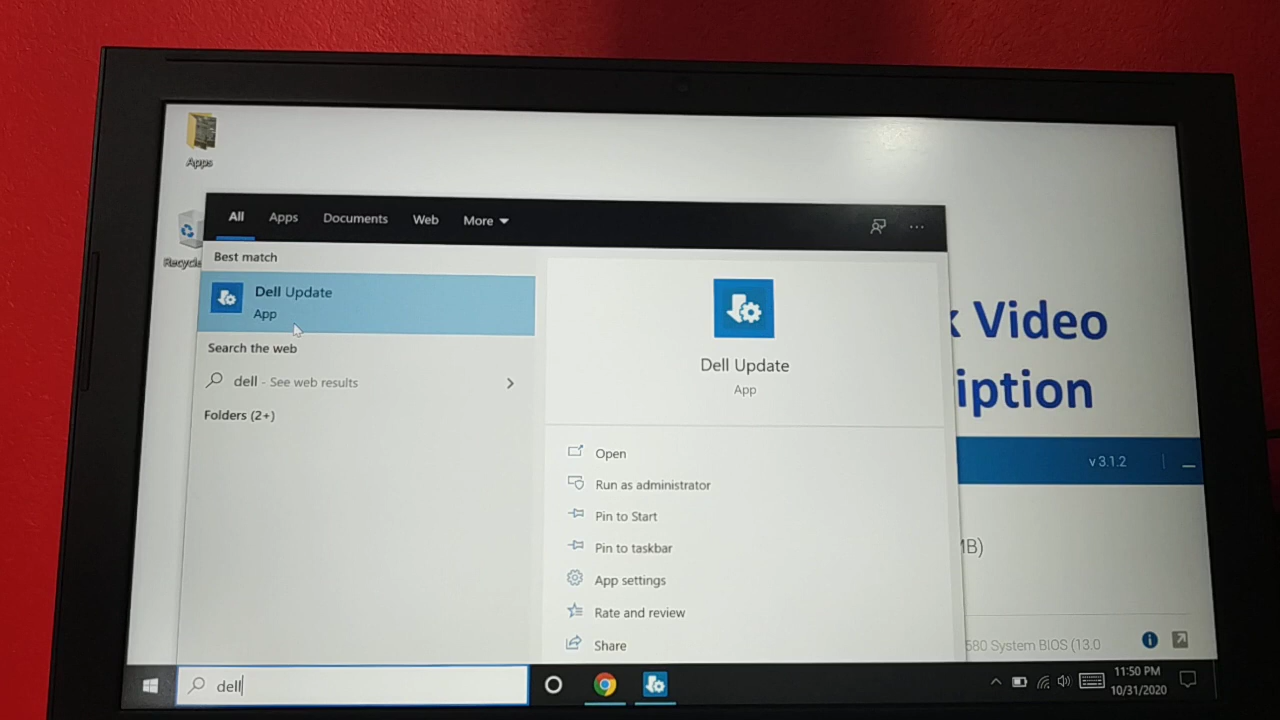 Apps
All Apps Documents Web More
Best match
Dell Update
App
Search the web
dell - See web results
Folders (2+)
Dell Update
App
Open
Run as administrator
Pin to Start
Pin to taskbar
App settings
Rate and review
Share
Video
iption
v 3.1.2
MB)
580 System BIOS (13.0
dell
11:50 PM
10/31/2020